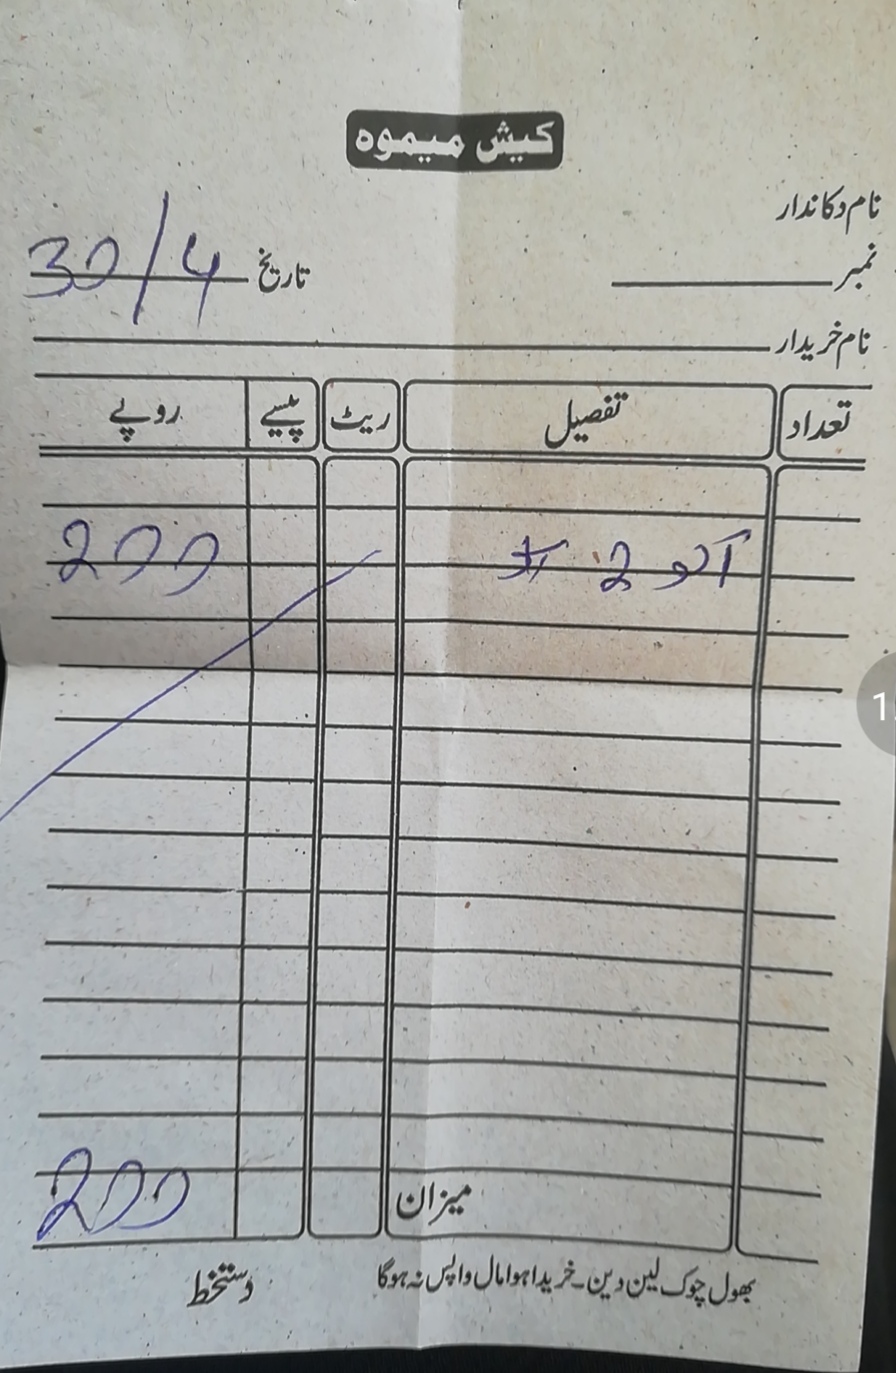 کیش میموہ
نام دکاندار
نمبر تاریخ 30/4
نام خریدار
تعداد تفصیل ریٹ پیسے روپے
آلو 2 200
میزان 200
بھول چوک لین دین۔خریدا ہوا مال واپس نہ ہوگا دستخط
1